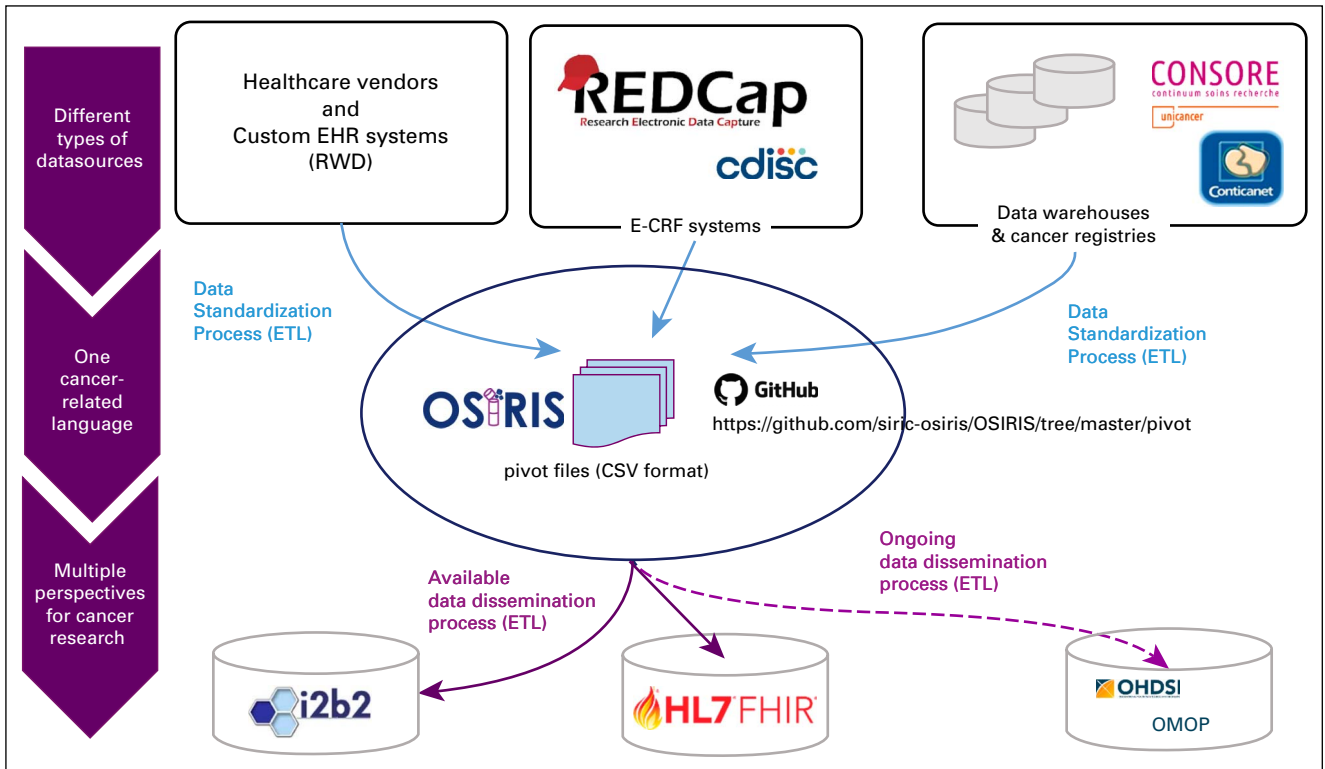 Different
types of
datasources
One
cancer-
related
language
Multiple
perspectives
for cancer
research
Healthcare vendors
and
Custom EHR systems
(RWD)
REDCap
Research Electronic Data Capture
cdisc
E-CRF systems
CONSORE
continuum soins recherche
unicancer
Conticanet
Data warehouses
& cancer registries
Data
Standardization
Process (ETL)
Data
Standardization
Process (ETL)
OSIRIS
GitHub
https://github.com/siric-osiris/OSIRIS/tree/master/pivot
pivot files (CSV format)
Available
data dissemination
process (ETL)
Ongoing
data dissemination
process (ETL)
i2b2
HL7 FHIR
OHDSI
OMOP